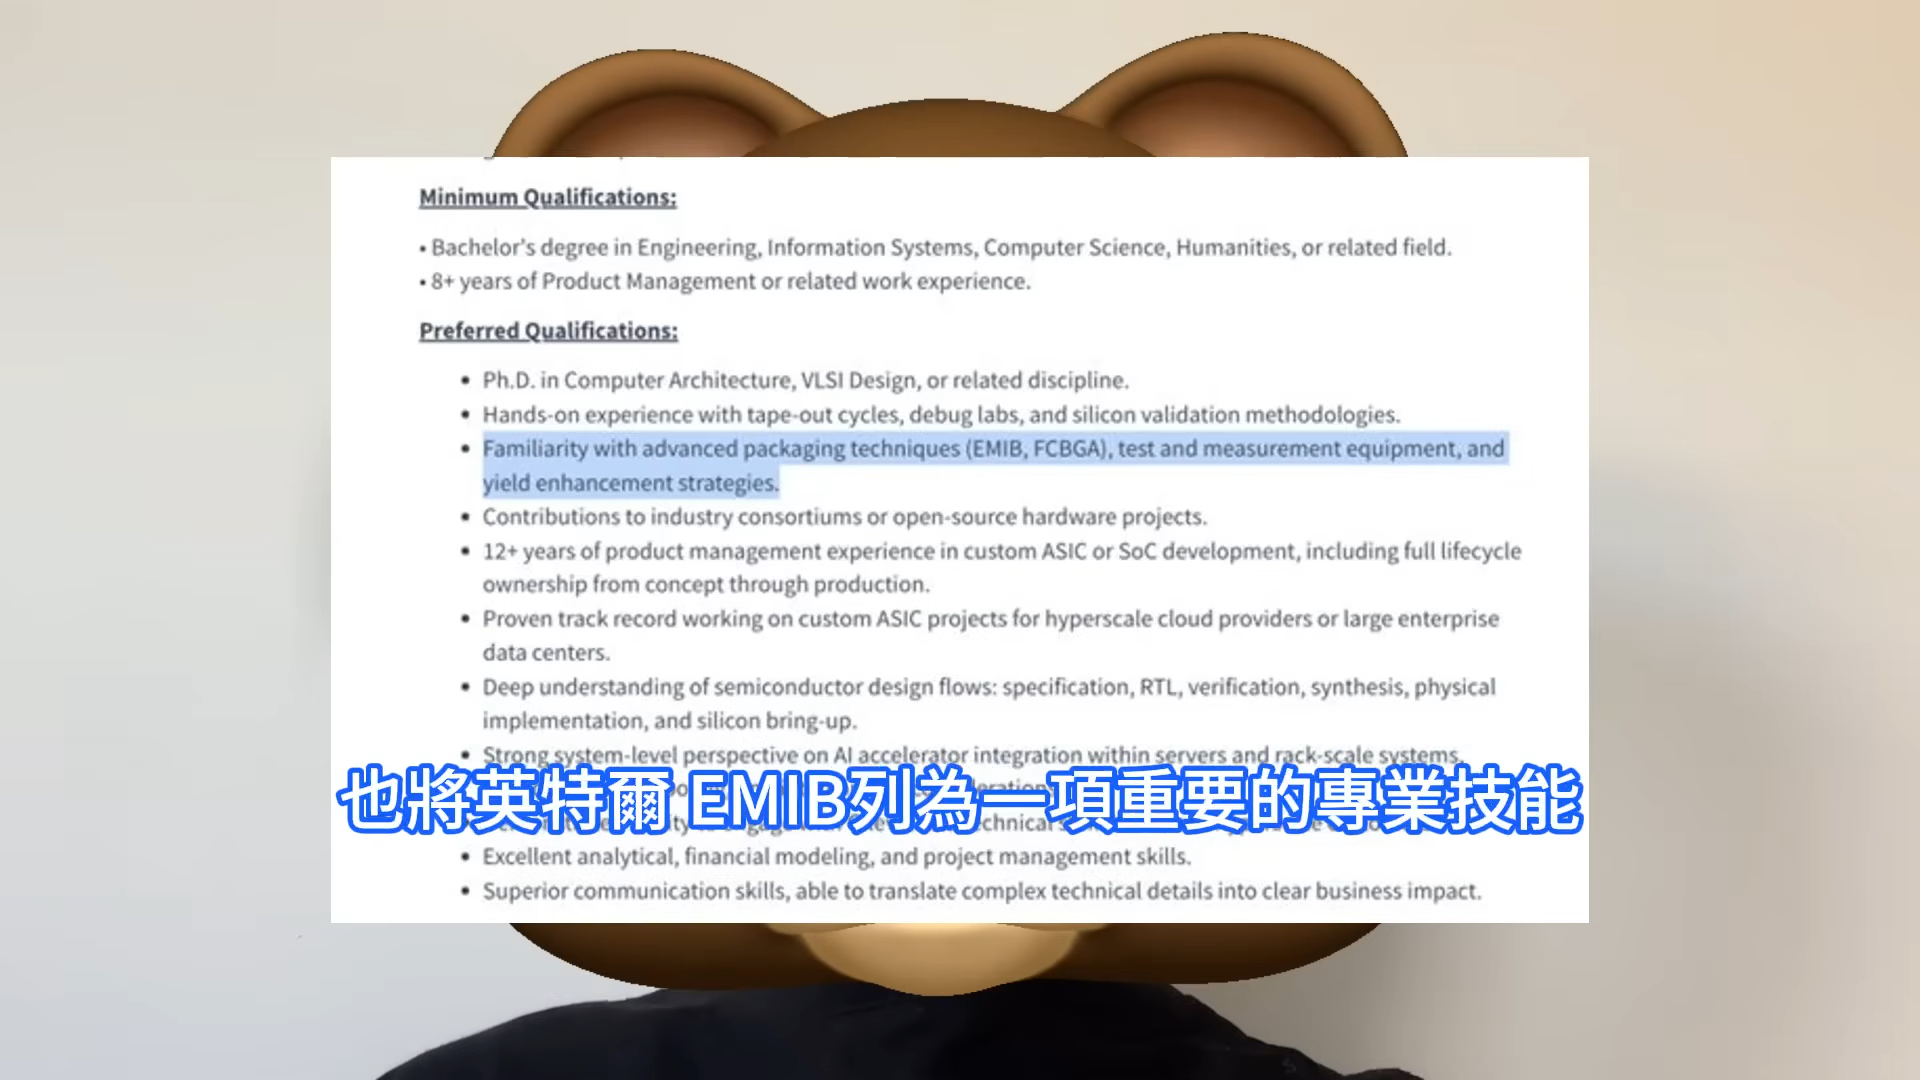 Minimum Qualifications:
• Bachelor's degree in Engineering, Information Systems, Computer Science, Humanities, or related field.
• 8+ years of Product Management or related work experience.
Preferred Qualifications:
• Ph.D. in Computer Architecture, VLSI Design, or related discipline.
• Hands-on experience with tape-out cycles, debug labs, and silicon validation methodologies.
• Familiarity with advanced packaging techniques (EMIB, FCBGA), test and measurement equipment, and
yield enhancement strategies.
• Contributions to industry consortiums or open-source hardware projects.
• 12+ years of product management experience in custom ASIC or SoC development, including full lifecycle
ownership from concept through production.
• Proven track record working on custom ASIC projects for hyperscale cloud providers or large enterprise
data centers.
• Deep understanding of semiconductor design flows: specification, RTL, verification, synthesis, physical
implementation, and silicon bring-up.
• Strong system-level perspective on AI accelerator integration within servers and rack-scale systems.
也將英特爾 EMIB列為一項重要的專業技能
• Excellent analytical, financial modeling, and project management skills.
• Superior communication skills, able to translate complex technical details into clear business impact.